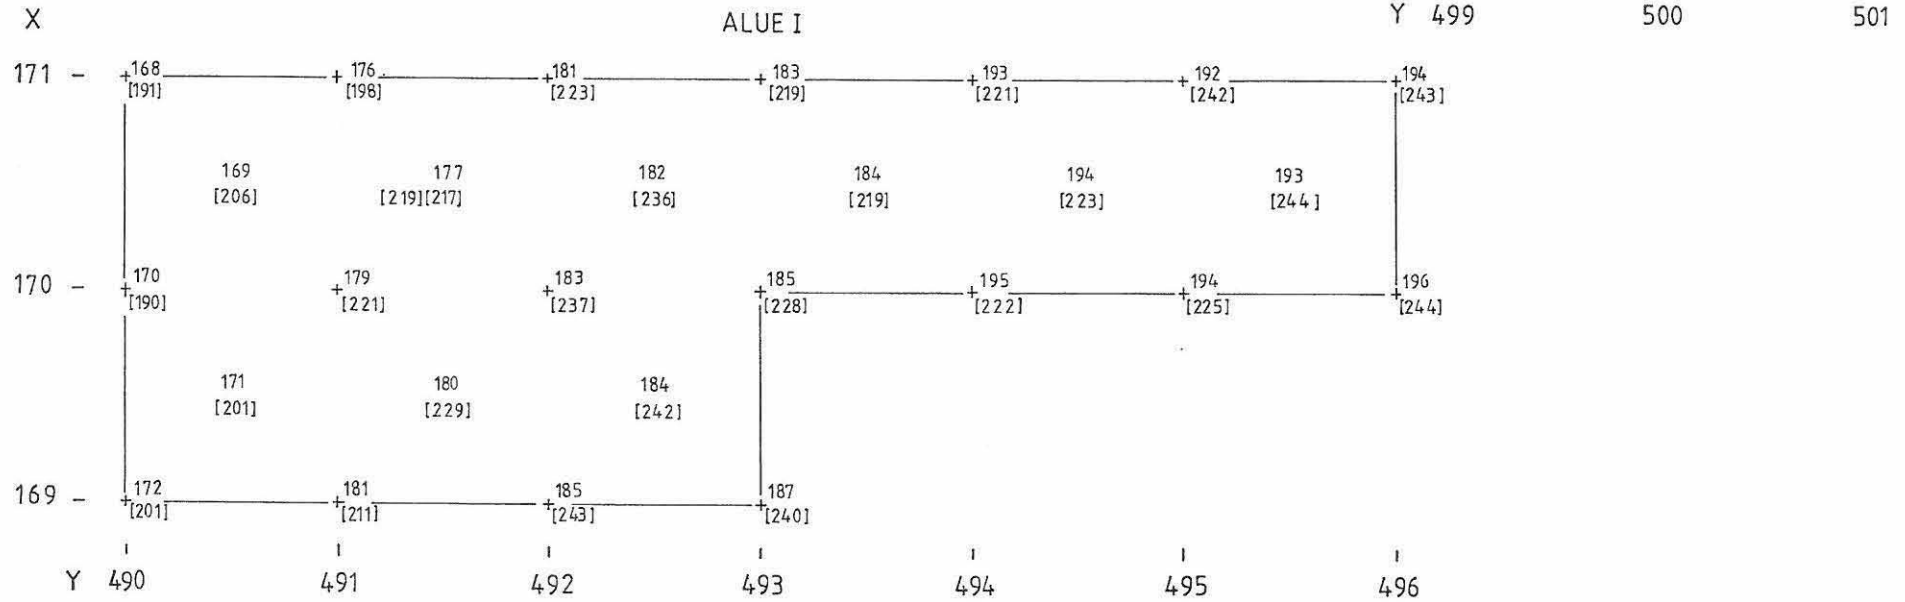 X ALUE I Y 499 500 501
171 – 168 176 181 183 193 192 194
[191] [198] [223] [219] [221] [242] [243]
169 177 182 184 194 193
[206] [219][217] [236] [219] [223] [244]
170 – 170 179 183 185 195 194 196
[190] [221] [237] [228] [222] [225] [244]
171 180 184
[201] [229] [242]
169 – 172 181 185 187
[201] [211] [243] [240]
Y 490 491 492 493 494 495 496